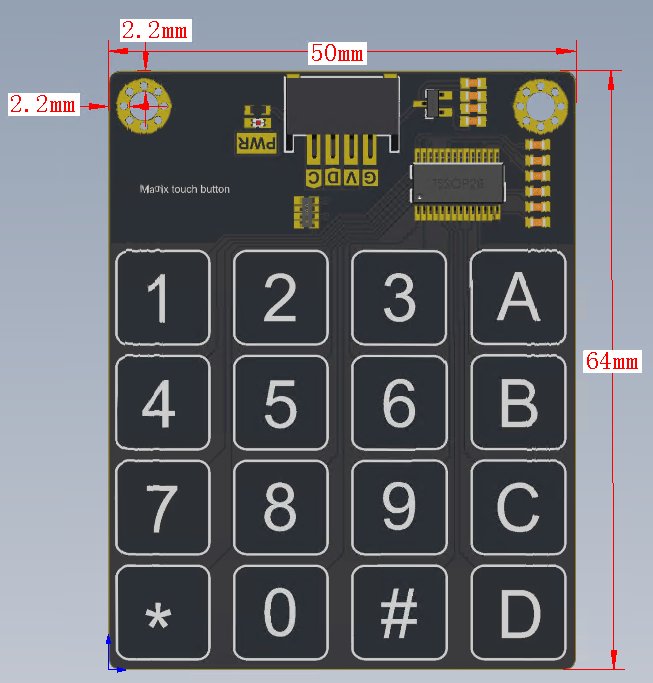 2.2mm
50mm
2.2mm
PWR
C D V G
TSSOP28
Matrix touch button
1 2 3 A
64mm
4 5 6 B
7 8 9 C
* 0 # D